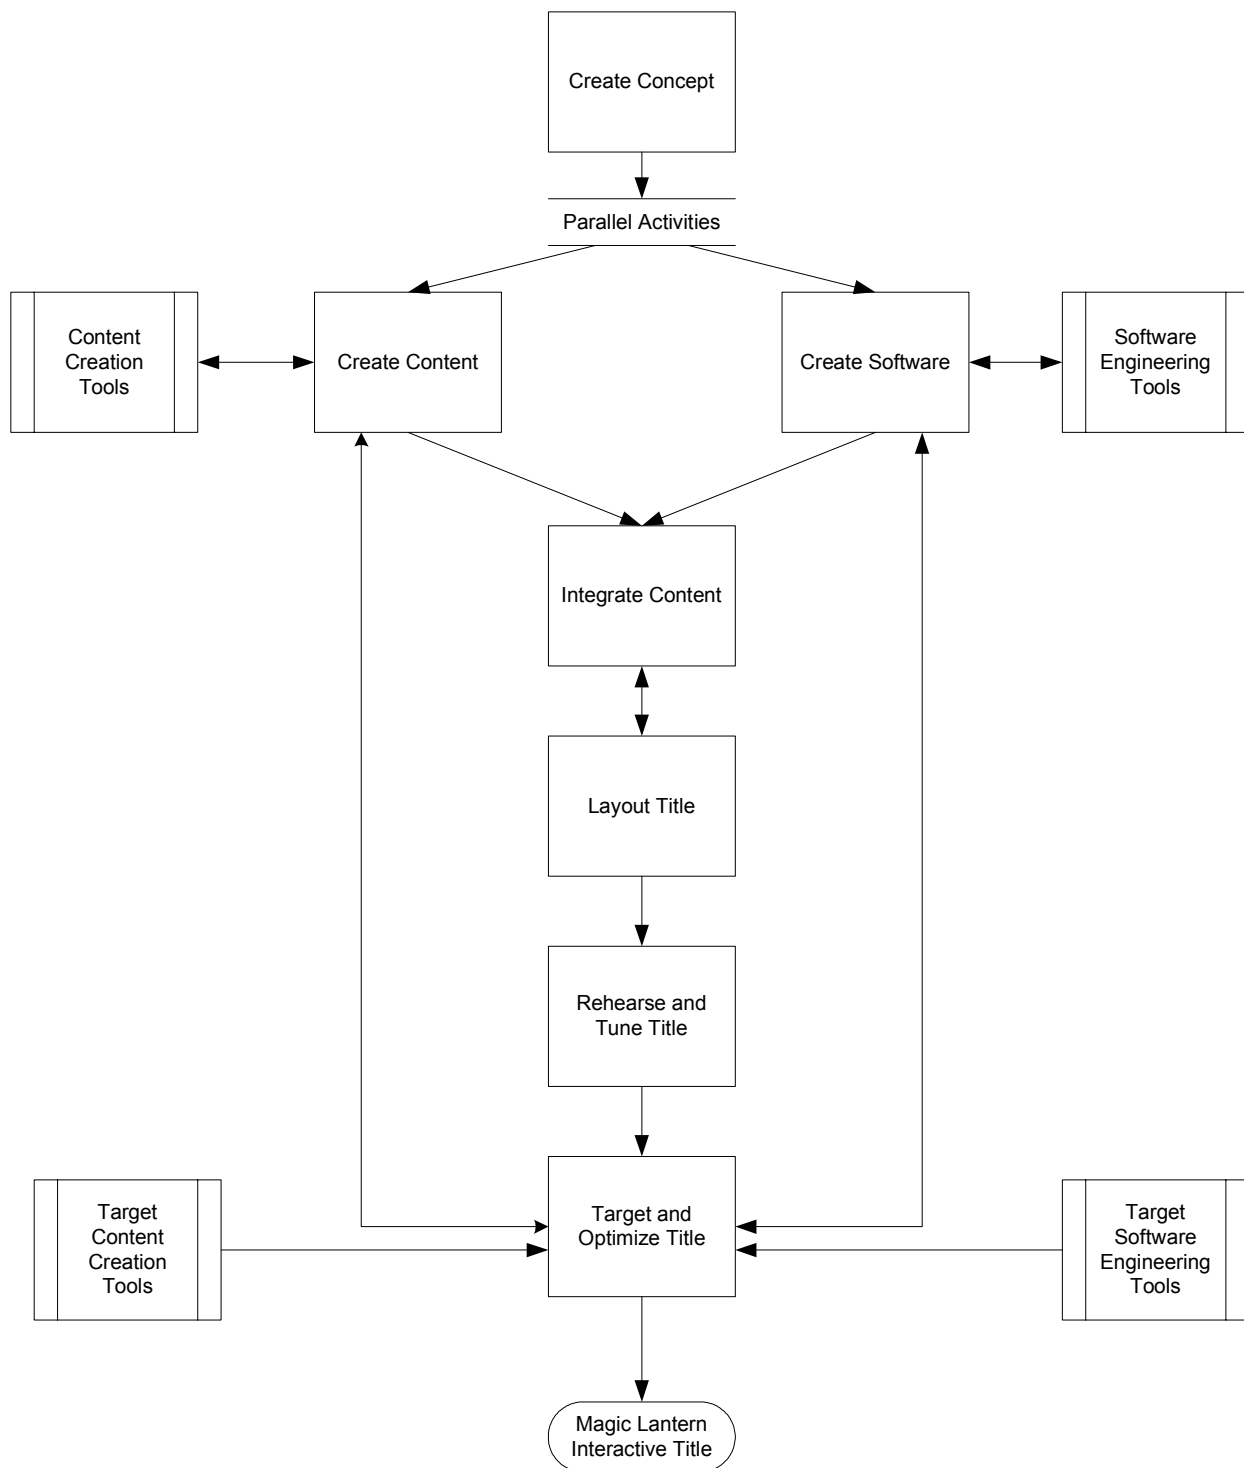 Create Concept
Parallel Activities
Content
Creation
Tools
Create Content
Create Software
Software
Engineering
Tools
Integrate Content
Layout Title
Rehearse and
Tune Title
Target
Content
Creation
Tools
Target and
Optimize Title
Target
Software
Engineering
Tools
Magic Lantern
Interactive Title